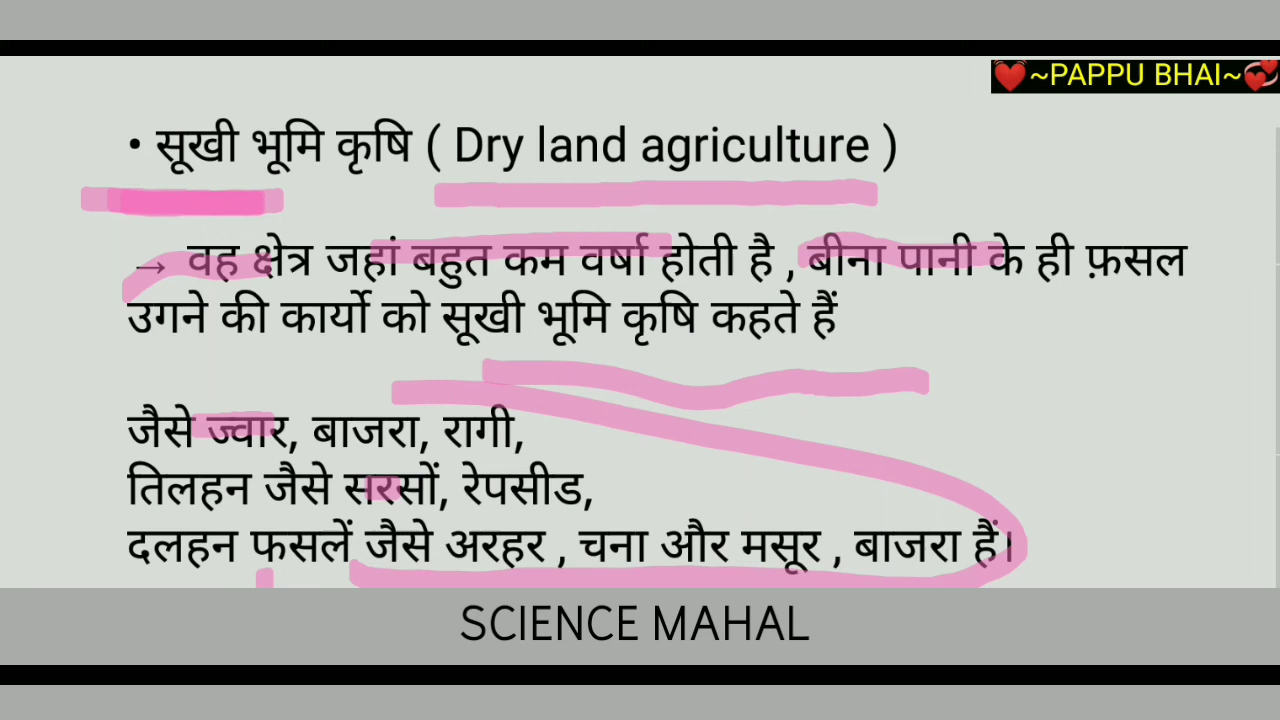 ❤️~PAPPU BHAI~💞
• सूखी भूमि कृषि ( Dry land agriculture )
→ वह क्षेत्र जहां बहुत कम वर्षा होती है , बीना पानी के ही फ़सल
उगने की कार्यो को सूखी भूमि कृषि कहते हैं
जैसे ज्वार, बाजरा, रागी,
तिलहन जैसे सरसों, रेपसीड,
दलहन फसलें जैसे अरहर , चना और मसूर , बाजरा हैं।
SCIENCE MAHAL